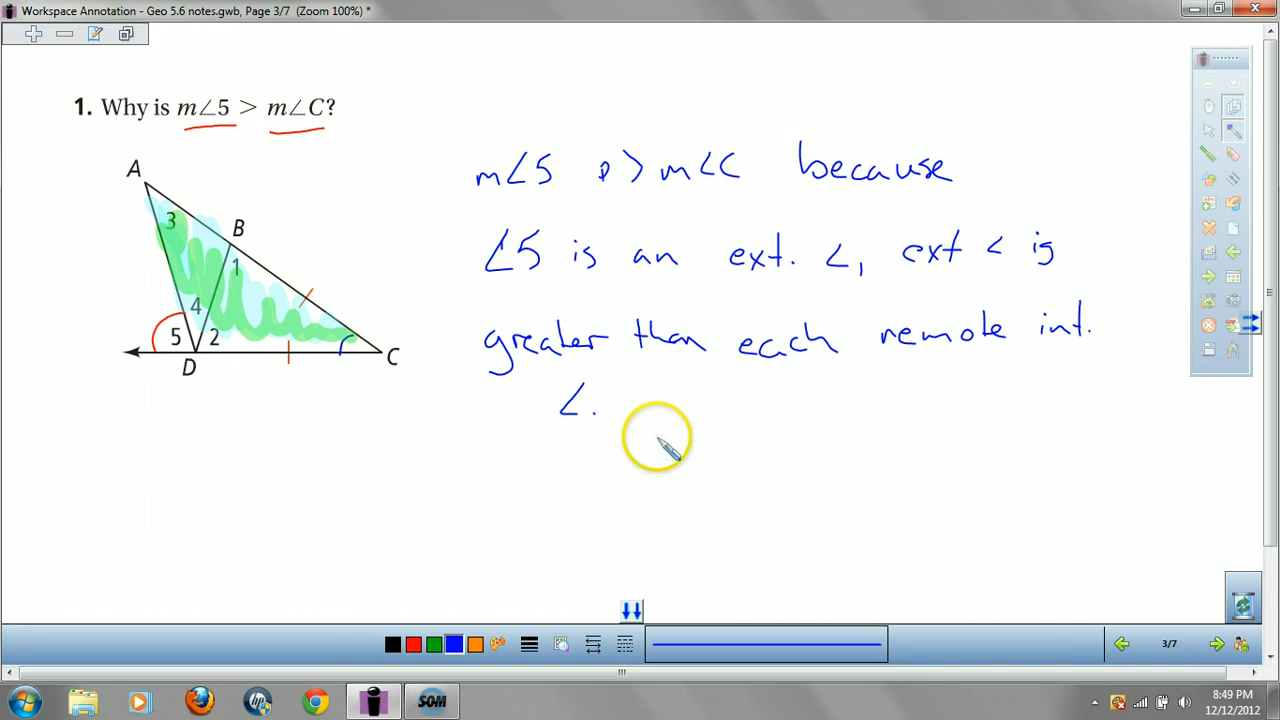 Workspace Annotation - Geo 5.6 notes.gwb, Page 3/7 (Zoom 100%) *
1. Why is m∠5 > m∠C?
A
3
B
1
4
5
2
D
C
m∠5 > m∠C because
∠5 is an ext. ∠, ext ∠ is
greater than each remote int.
∠.
3/7
SOM
8:49 PM
12/12/2012